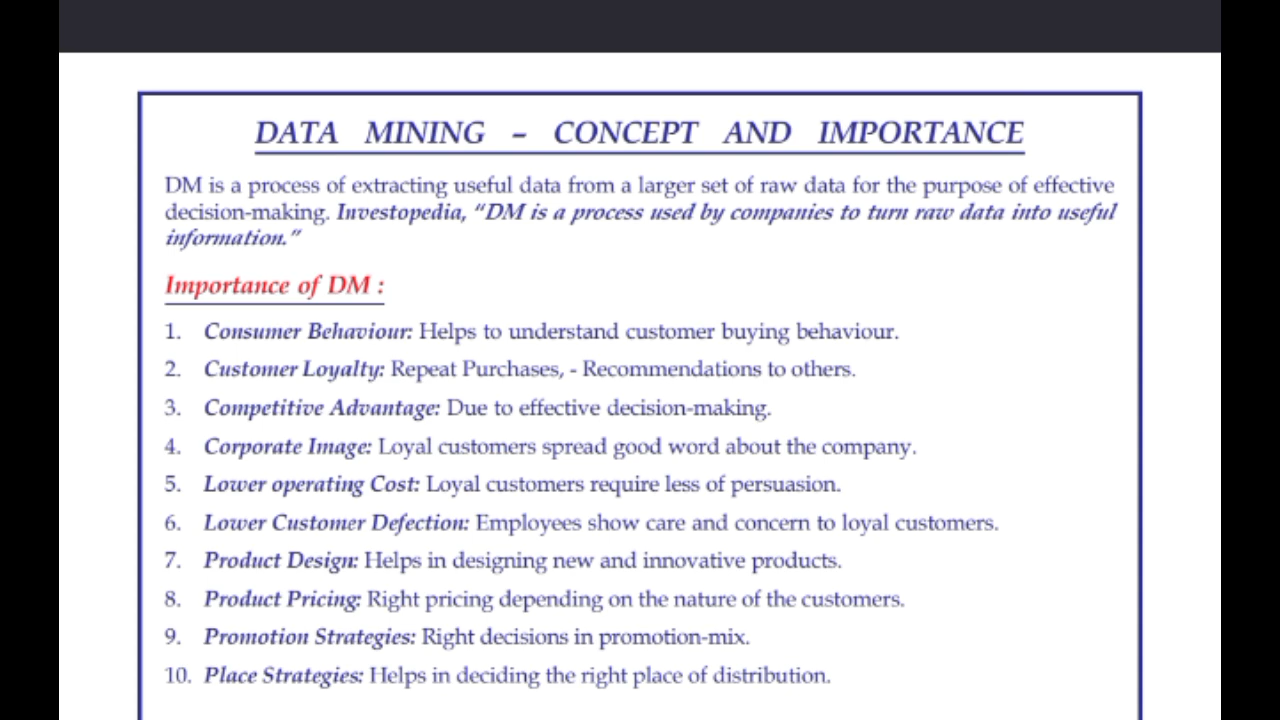 DATA MINING – CONCEPT AND IMPORTANCE
DM is a process of extracting useful data from a larger set of raw data for the purpose of effective
decision-making. Investopedia, “DM is a process used by companies to turn raw data into useful
information.”
Importance of DM :
1. Consumer Behaviour: Helps to understand customer buying behaviour.
2. Customer Loyalty: Repeat Purchases, - Recommendations to others.
3. Competitive Advantage: Due to effective decision-making.
4. Corporate Image: Loyal customers spread good word about the company.
5. Lower operating Cost: Loyal customers require less of persuasion.
6. Lower Customer Defection: Employees show care and concern to loyal customers.
7. Product Design: Helps in designing new and innovative products.
8. Product Pricing: Right pricing depending on the nature of the customers.
9. Promotion Strategies: Right decisions in promotion-mix.
10. Place Strategies: Helps in deciding the right place of distribution.